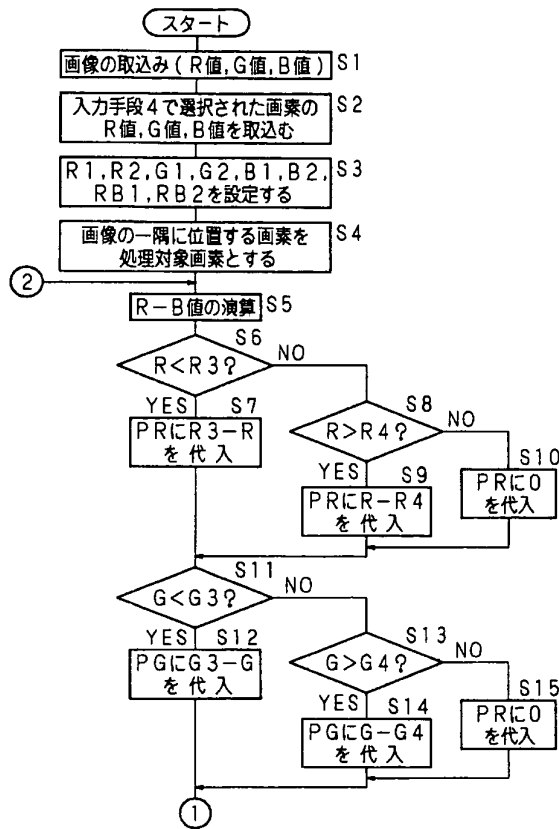 スタート
画像の取込み(R値,G値,B値)
S1
入力手段4で選択された画素の
R値,G値,B値を取込む
S2
R1,R2,G1,G2,B1,B2,
RB1,RB2を設定する
S3
画像の一隅に位置する画素を
処理対象画素とする
S4
2
R-B値の演算
S5
S6
R<R3?
NO
YES
S7
PRにR3-R
を代入
S8
R>R4?
NO
YES
S9
PRにR-R4
を代入
S10
PRに0
を代入
S11
G<G3?
NO
YES
S12
PGにG3-G
を代入
S13
G>G4?
NO
YES
S14
PGにG-G4
を代入
S15
PRに0
を代入
1